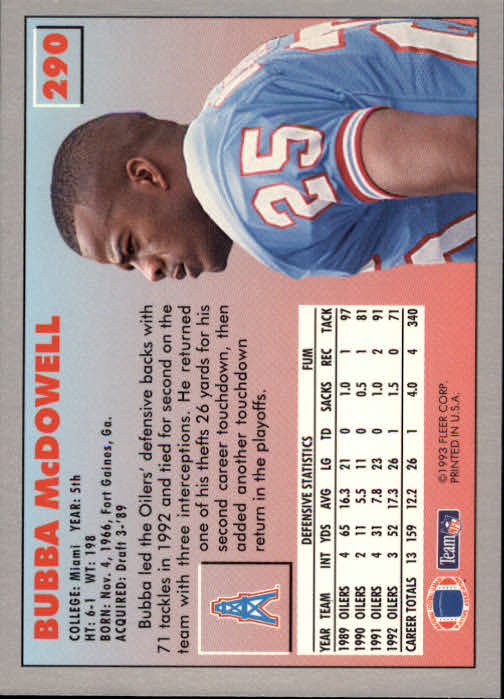 BUBBA McDOWELL
290
COLLEGE: Miami YEAR: 5th
HT: 6-1 WT: 198
BORN: Nov. 4, 1966, Fort Gaines, Ga.
ACQUIRED: Draft 3-'89
Bubba led the Oilers' defensive backs with
71 tackles in 1992 and tied for second on the
team with three interceptions. He returned
one of his thefts 26 yards for his
second career touchdown, then
added another touchdown
return in the playoffs.
25
DEFENSIVE STATISTICS FUM
YEAR TEAM INT YDS AVG LG TD SACKS REC TACK
1989 OILERS 4 65 16.3 21 0 1.0 1 97
1990 OILERS 2 11 5.5 11 0 0.5 1 81
1991 OILERS 4 31 7.8 23 0 1.0 2 91
1992 OILERS 3 52 17.3 26 1 1.5 0 71
CAREER TOTALS 13 159 12.2 26 1 4.0 4 340
Team NFL
©1993 FLEER CORP.
PRINTED IN U.S.A.